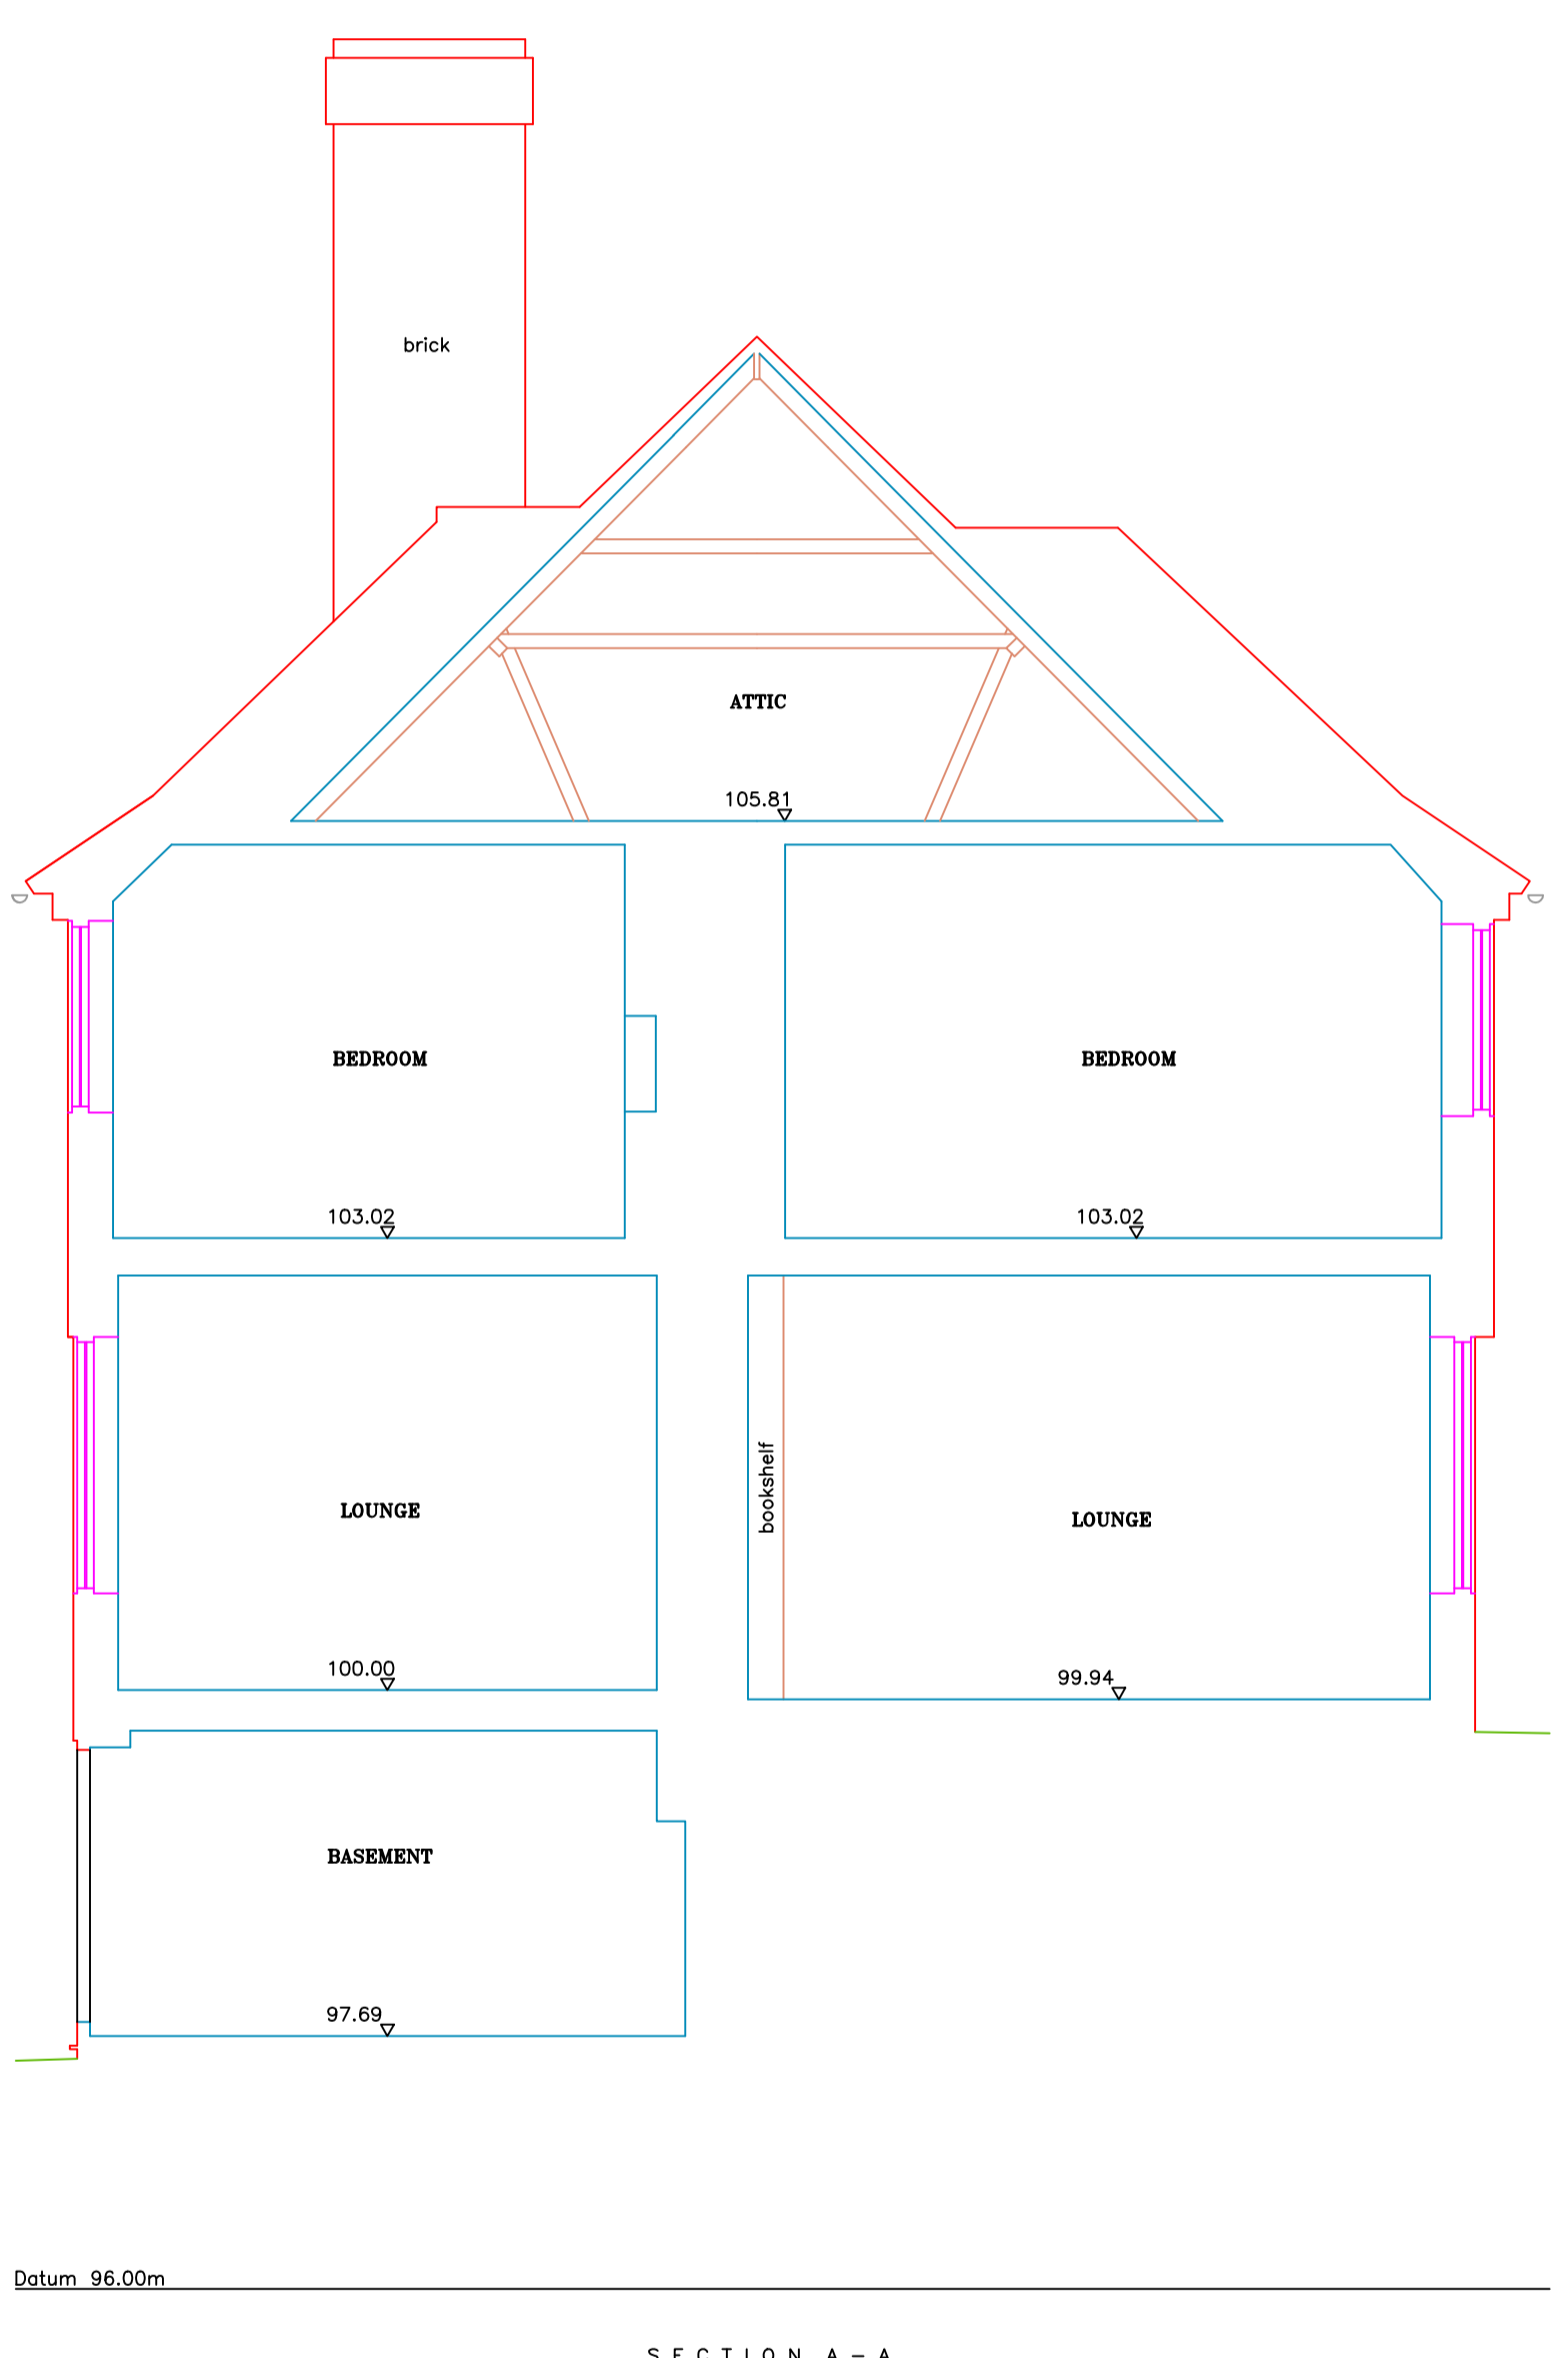 brick
ATTIC
105.81
BEDROOM
BEDROOM
103.02
103.02
bookshelf
LOUNGE
LOUNGE
100.00
99.94
BASEMENT
97.69
Datum 96.00m
SECTION A-A